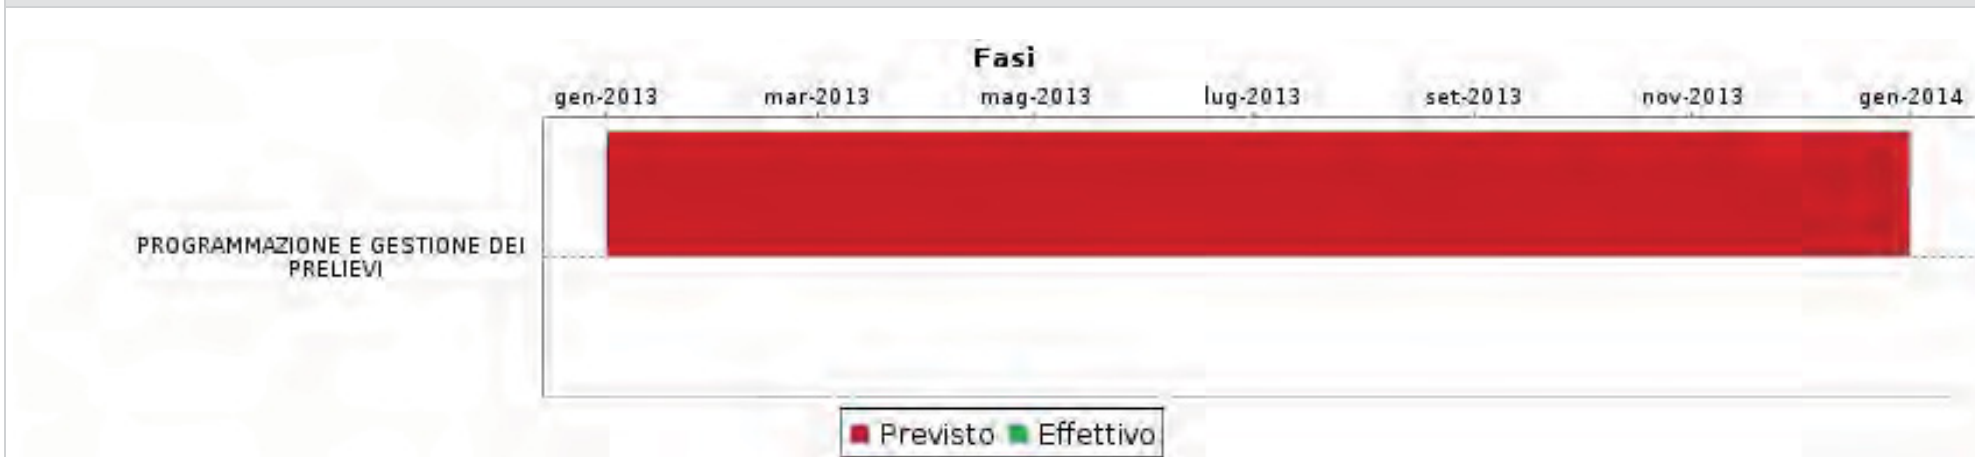 Fasi
gen-2013 mar-2013 mag-2013 lug-2013 set-2013 nov-2013 gen-2014
PROGRAMMAZIONE E GESTIONE DEI
PRELIEVI
Previsto Effettivo